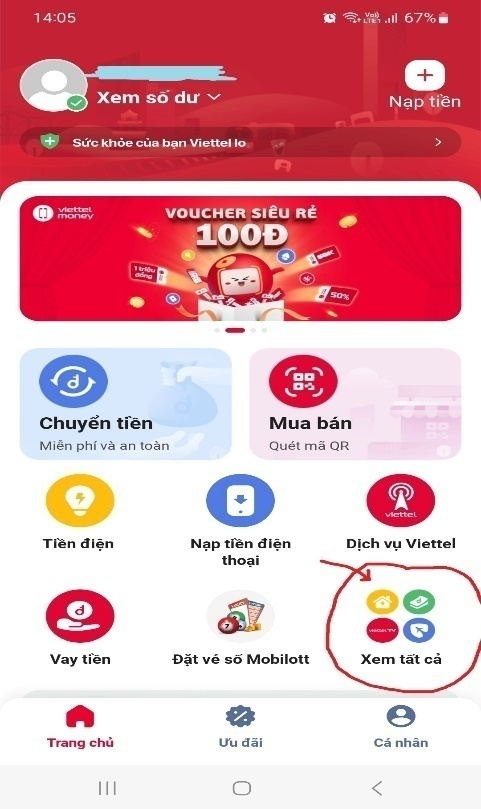 14:05
Vo))
LTE1
67%
Xem số dư
Nạp tiền
Sức khỏe của bạn Viettel lo
viettel
money
VOUCHER SIÊU RẺ
100Đ
1 triệu
đồng
50%
Chuyển tiền
Miễn phí và an toàn
Mua bán
Quét mã QR
viettel
Tiền điện
Nạp tiền điện
thoại
Dịch vụ Viettel
viettel TV
Vay tiền
Đặt vé số Mobilott
Xem tất cả
Trang chủ
Ưu đãi
Cá nhân